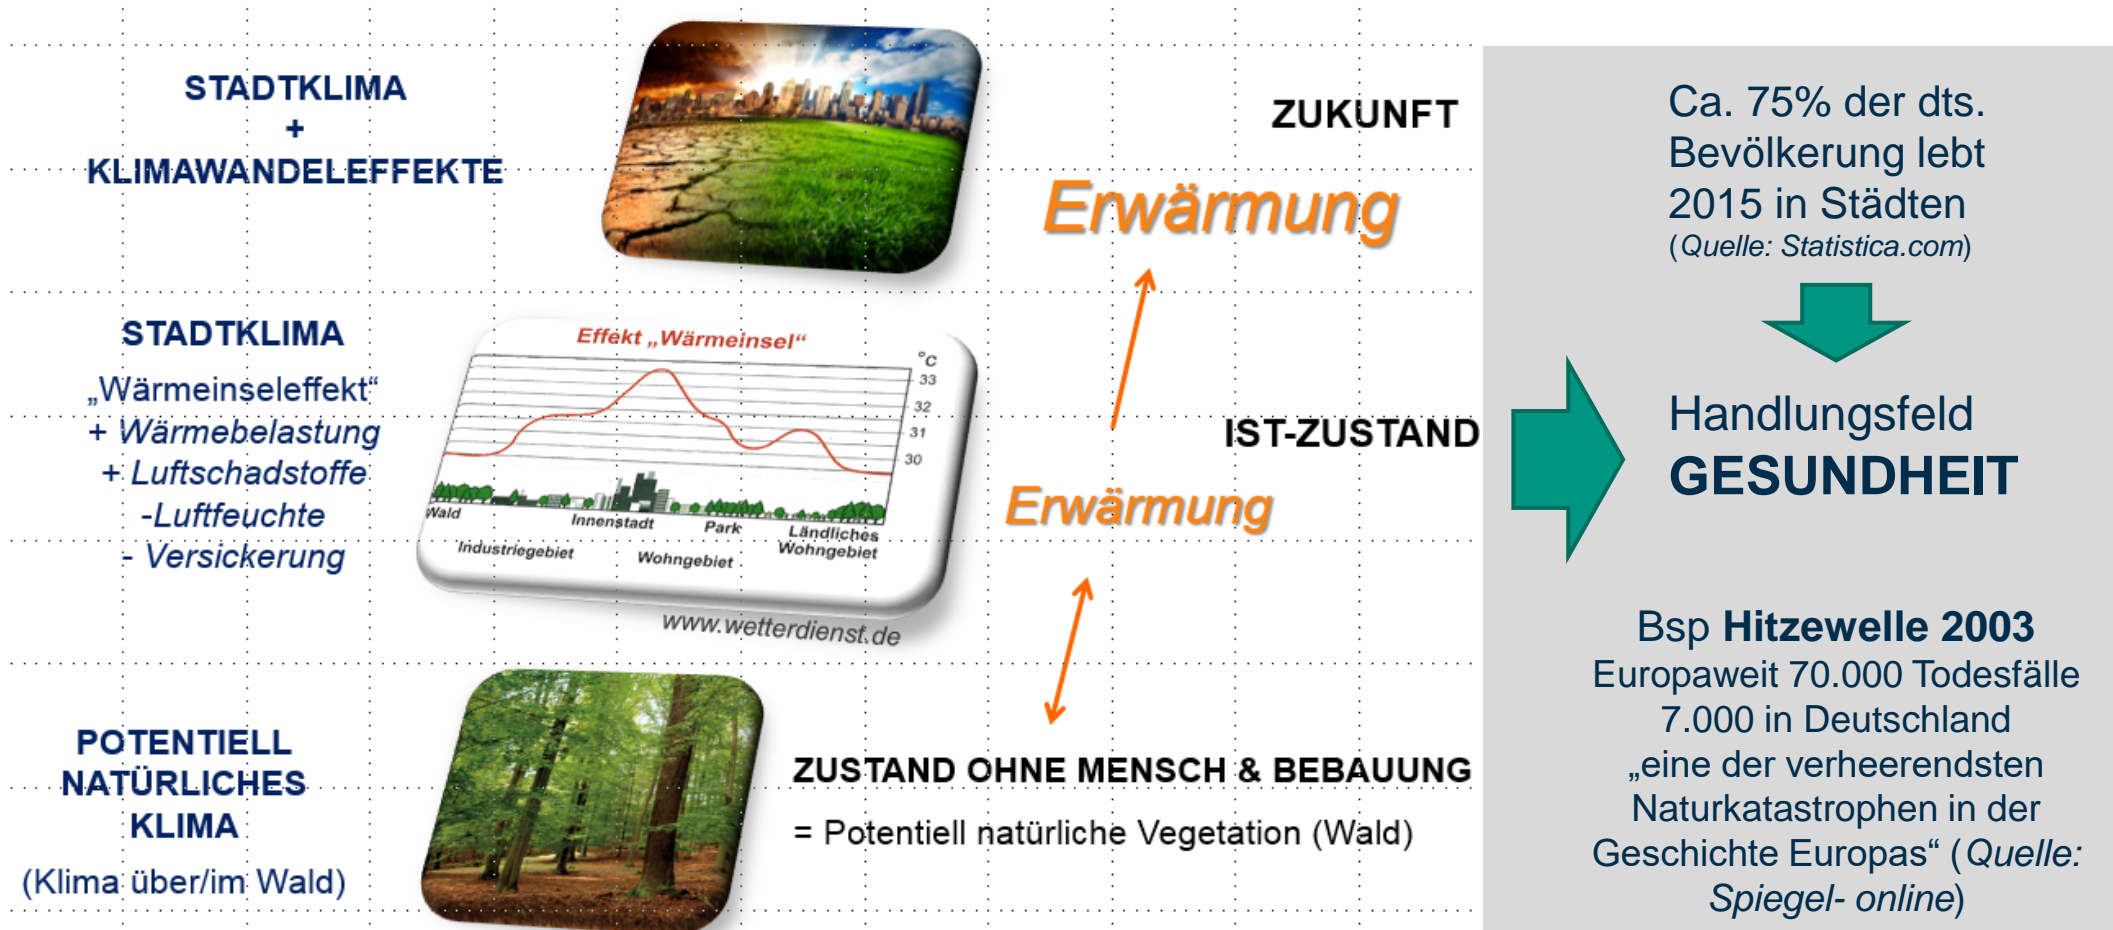 STADTKLIMA
+
KLIMAWANDELEFFEKTE
ZUKUNFT
Erwärmung
STADTKLIMA
„Wärmeinseleffekt“
+ Wärmebelastung
+ Luftschadstoffe
-Luftfeuchte
- Versickerung
Effekt „Wärmeinsel“
°C
33
32
31
30
Wald
Innenstadt
Park
Ländliches
Wohngebiet
Industriegebiet
Wohngebiet
www.wetterdienst.de
IST-ZUSTAND
Erwärmung
POTENTIELL
NATÜRLICHES
KLIMA
(Klima über/im Wald)
ZUSTAND OHNE MENSCH & BEBAUUNG
= Potentiell natürliche Vegetation (Wald)
Ca. 75% der dts.
Bevölkerung lebt
2015 in Städten
(Quelle: Statistica.com)
Handlungsfeld
GESUNDHEIT
Bsp Hitzewelle 2003
Europaweit 70.000 Todesfälle
7.000 in Deutschland
„eine der verheerendsten
Naturkatastrophen in der
Geschichte Europas“ (Quelle:
Spiegel- online)